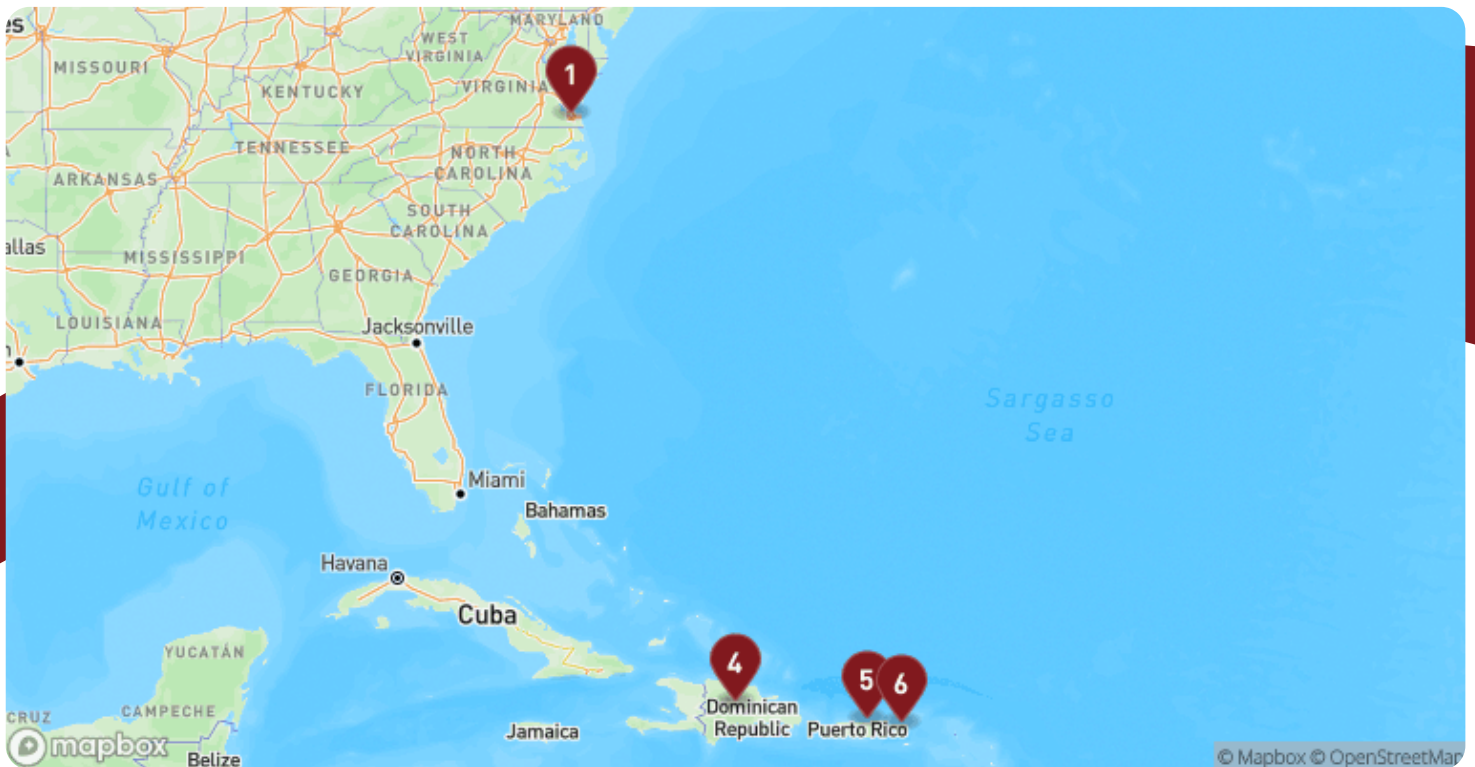 es
MARYLAND
WEST
VIRGINIA
MISSOURI
1
KENTUCKY
VIRGINIA
TENNESSEE
NORTH
CAROLINA
ARKANSAS
SOUTH
CAROLINA
allas
MISSISSIPPI
GEORGIA
LOUISIANA
Jacksonville
FLORIDA
Sargasso
Sea
Miami
Gulf of
Mexico
Bahamas
Havana
Cuba
YUCATÁN
4
5
6
CAMPECHE
CRUZ
Dominican
Republic
Puerto Rico
Jamaica
mapbox
Belize
© Mapbox © OpenStreetMap